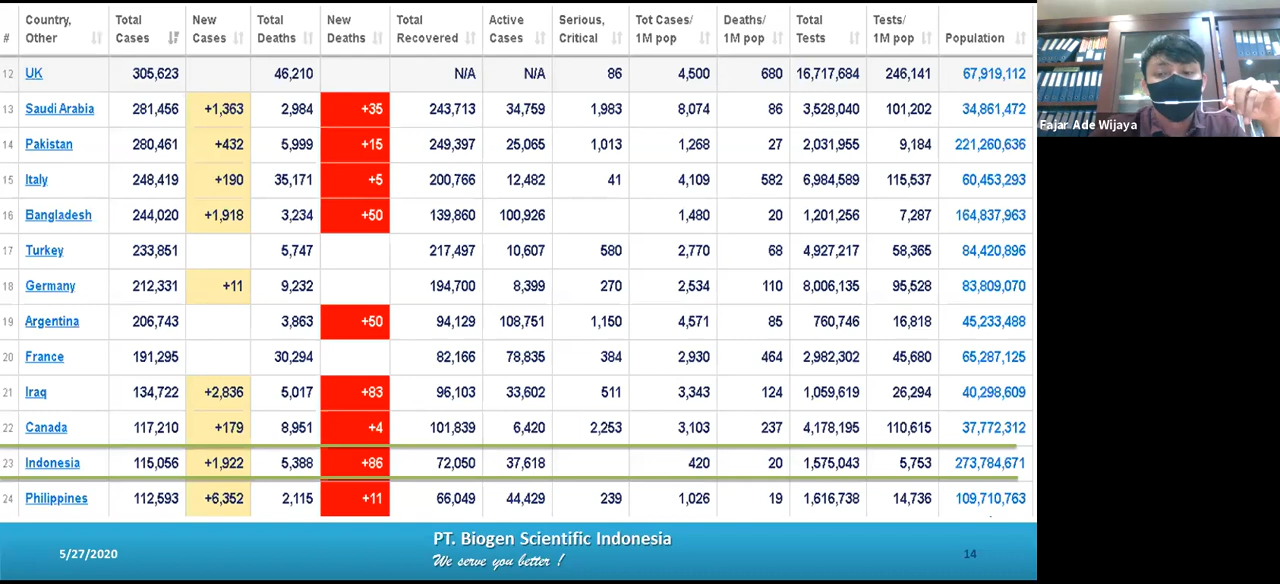 # Country, Other Total Cases New Cases Total Deaths New Deaths Total Recovered Active Cases Serious, Critical Tot Cases/ 1M pop Deaths/ 1M pop Total Tests Tests/ 1M pop Population
12 UK 305,623 46,210 N/A N/A 86 4,500 680 16,717,684 246,141 67,919,112
13 Saudi Arabia 281,456 +1,363 2,984 +35 243,713 34,759 1,983 8,074 86 3,528,040 101,202 34,861,472
14 Pakistan 280,461 +432 5,999 +15 249,397 25,065 1,013 1,268 27 2,031,955 9,184 221,260,636
15 Italy 248,419 +190 35,171 +5 200,766 12,482 41 4,109 582 6,984,589 115,537 60,453,293
16 Bangladesh 244,020 +1,918 3,234 +50 139,860 100,926 1,480 20 1,201,256 7,287 164,837,963
17 Turkey 233,851 5,747 217,497 10,607 580 2,770 68 4,927,217 58,365 84,420,896
18 Germany 212,331 +11 9,232 194,700 8,399 270 2,534 110 8,006,135 95,528 83,809,070
19 Argentina 206,743 3,863 +50 94,129 108,751 1,150 4,571 85 760,746 16,818 45,233,488
20 France 191,295 30,294 82,166 78,835 384 2,930 464 2,982,302 45,680 65,287,125
21 Iraq 134,722 +2,836 5,017 +83 96,103 33,602 511 3,343 124 1,059,619 26,294 40,298,609
22 Canada 117,210 +179 8,951 +4 101,839 6,420 2,253 3,103 237 4,178,195 110,615 37,772,312
23 Indonesia 115,056 +1,922 5,388 +86 72,050 37,618 420 20 1,575,043 5,753 273,784,671
24 Philippines 112,593 +6,352 2,115 +11 66,049 44,429 239 1,026 19 1,616,738 14,736 109,710,763
5/27/2020
PT. Biogen Scientific Indonesia
We serve you better !
14
Fajar Ade Wijaya